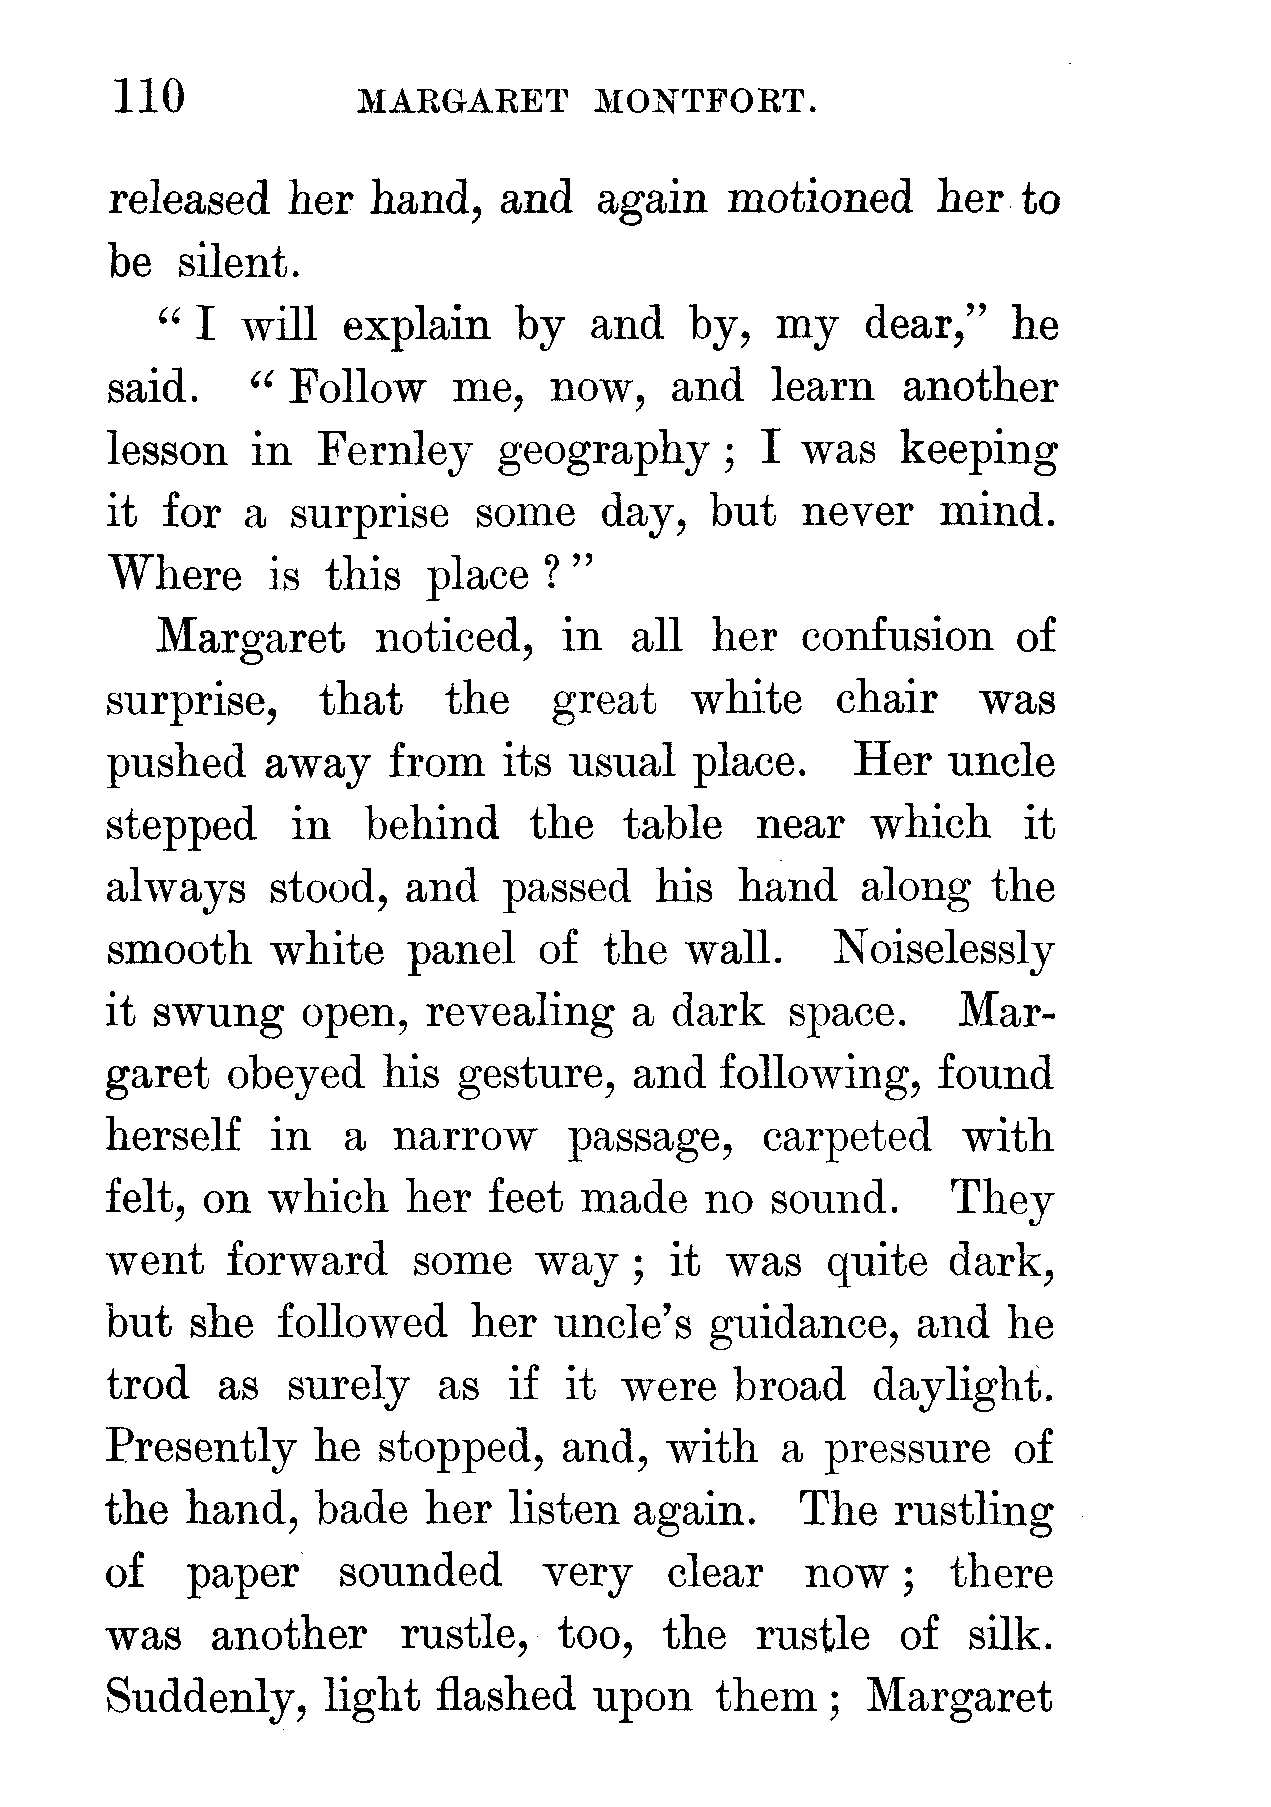 110 MARGARET MONTFORT.
released her hand, and again motioned her to
be silent.
“ I will explain by and by, my dear,” he
said. “ Follow me, now, and learn another
lesson in Fernley geography ; I was keeping
it for a surprise some day, but never mind.
Where is this place ? ”
Margaret noticed, in all her confusion of
surprise, that the great white chair was
pushed away from its usual place. Her uncle
stepped in behind the table near which it
always stood, and passed his hand along the
smooth white panel of the wall. Noiselessly
it swung open, revealing a dark space. Mar-
garet obeyed his gesture, and following, found
herself in a narrow passage, carpeted with
felt, on which her feet made no sound. They
went forward some way ; it was quite dark,
but she followed her uncle’s guidance, and he
trod as surely as if it were broad daylight.
Presently he stopped, and, with a pressure of
the hand, bade her listen again. The rustling
of paper sounded very clear now ; there
was another rustle, too, the rustle of silk.
Suddenly, light flashed upon them ; Margaret